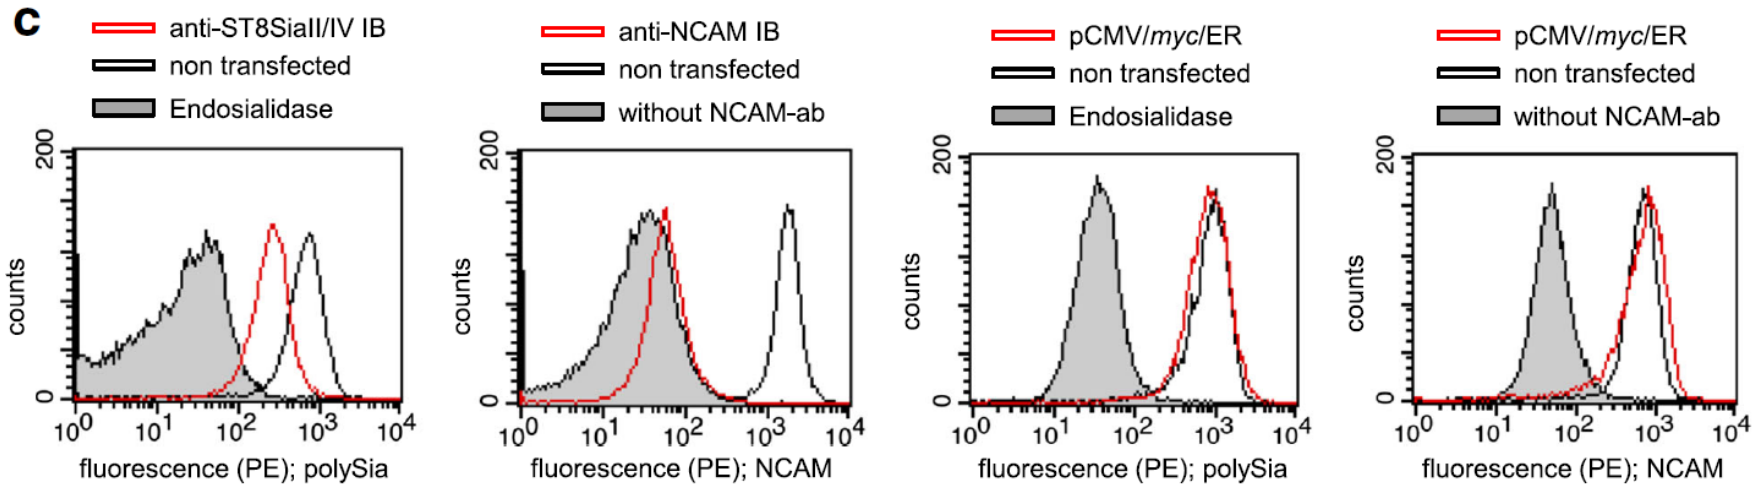 c
anti-ST8SiaII/IV IB
non transfected
Endosialidase
200
counts
0
10^0 10^1 10^2 10^3 10^4
fluorescence (PE); polySia
anti-NCAM IB
non transfected
without NCAM-ab
200
counts
0
10^0 10^1 10^2 10^3 10^4
fluorescence (PE); NCAM
pCMV/myc/ER
non transfected
Endosialidase
200
counts
0
10^0 10^1 10^2 10^3 10^4
fluorescence (PE); polySia
pCMV/myc/ER
non transfected
without NCAM-ab
200
counts
0
10^0 10^1 10^2 10^3 10^4
fluorescence (PE); NCAM